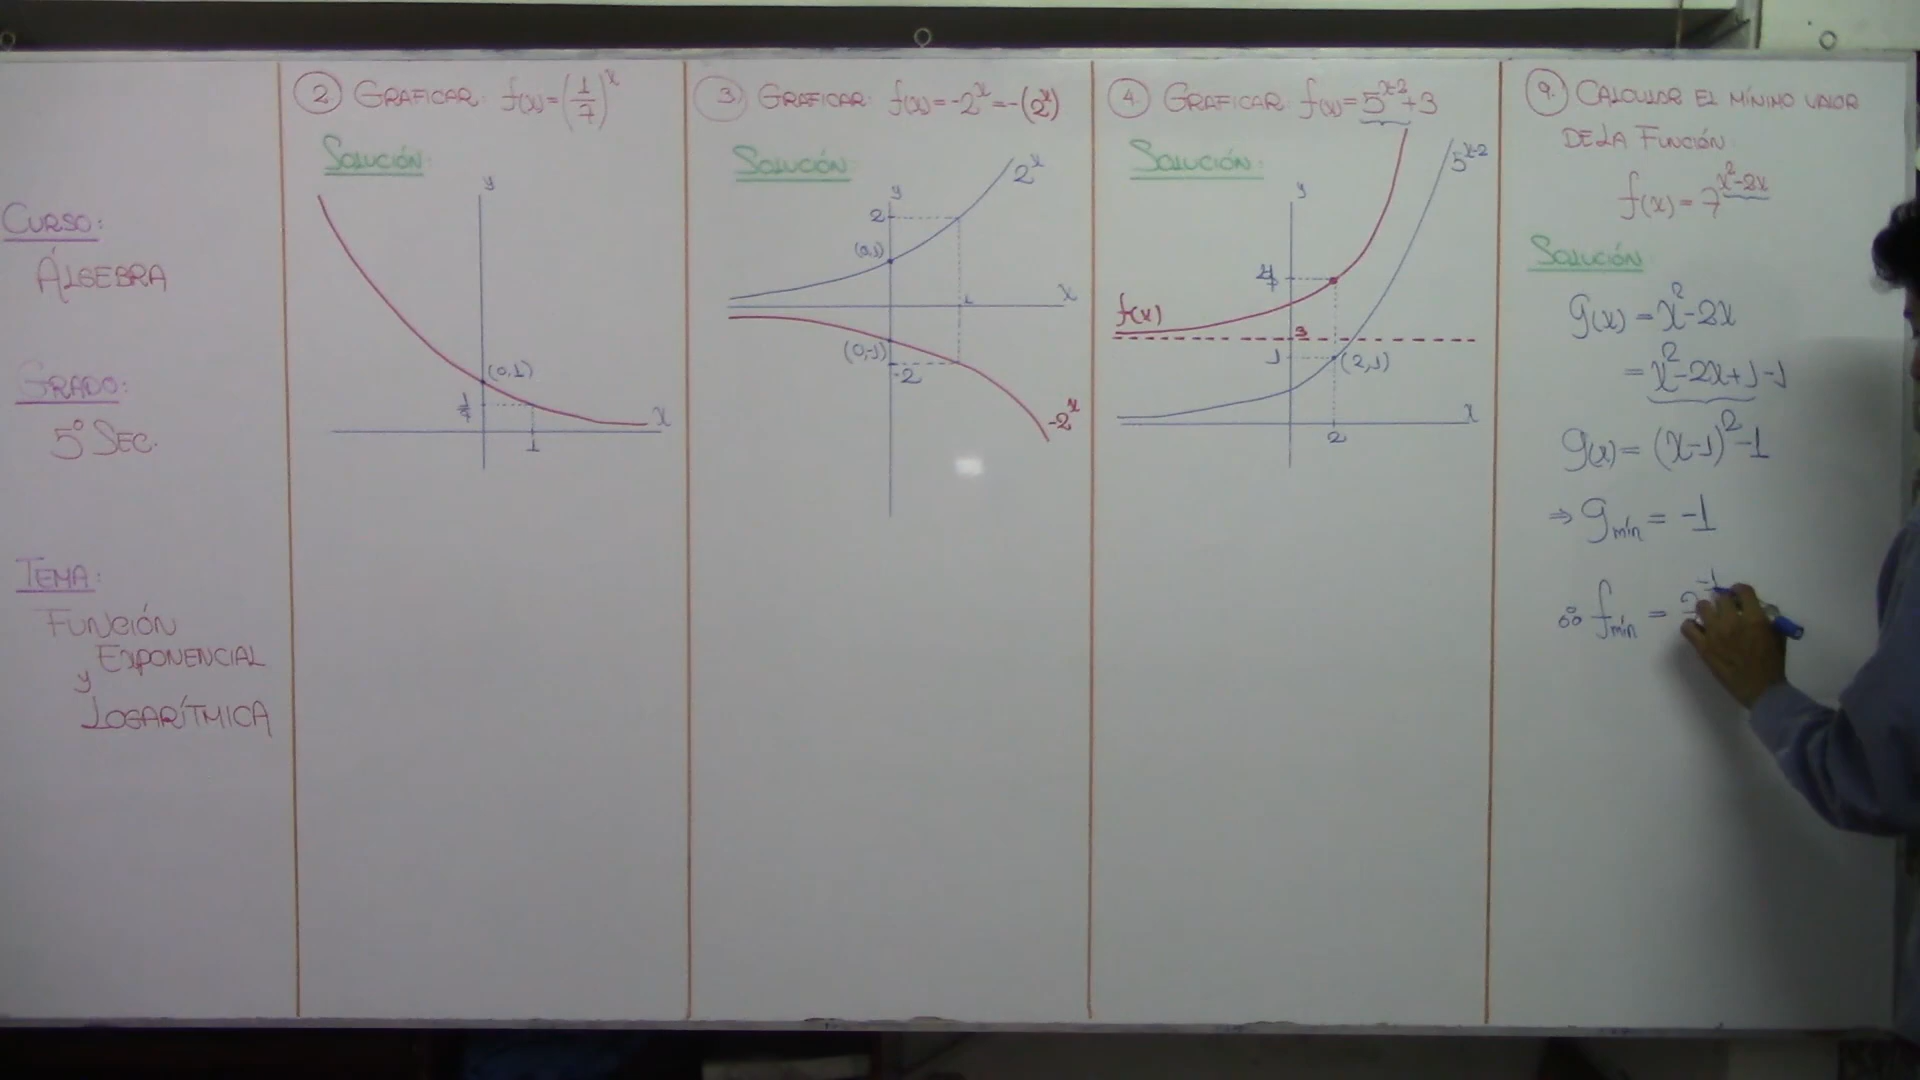 CURSO:
ÁLGEBRA
GRADO:
5° SEC.
TEMA:
FUNCIÓN
EXPONENCIAL
y
LOGARÍTMICA
2. GRAFICAR: f(x)=(1/7)^x
SOLUCIÓN:
y
(0,1)
1/7
x
1
3. GRAFICAR: f(x)=-2^x=-(2^x)
SOLUCIÓN:
2^x
y
2
(0,1)
x
1
(0,-1)
-2
-2^x
4. GRAFICAR: f(x)=5^{x-2}+3
SOLUCIÓN:
5^{x-2}
y
4
f(x)
3
1
(2,1)
x
2
9. CALCULAR EL MÍNIMO VALOR
DE LA FUNCIÓN
f(x)=7^{x^2-2x}
SOLUCIÓN
g(x)=x^2-2x
=x^2-2x+1-1
g(x)=(x-1)^2-1
⇒ g_mín = -1
f_mín =